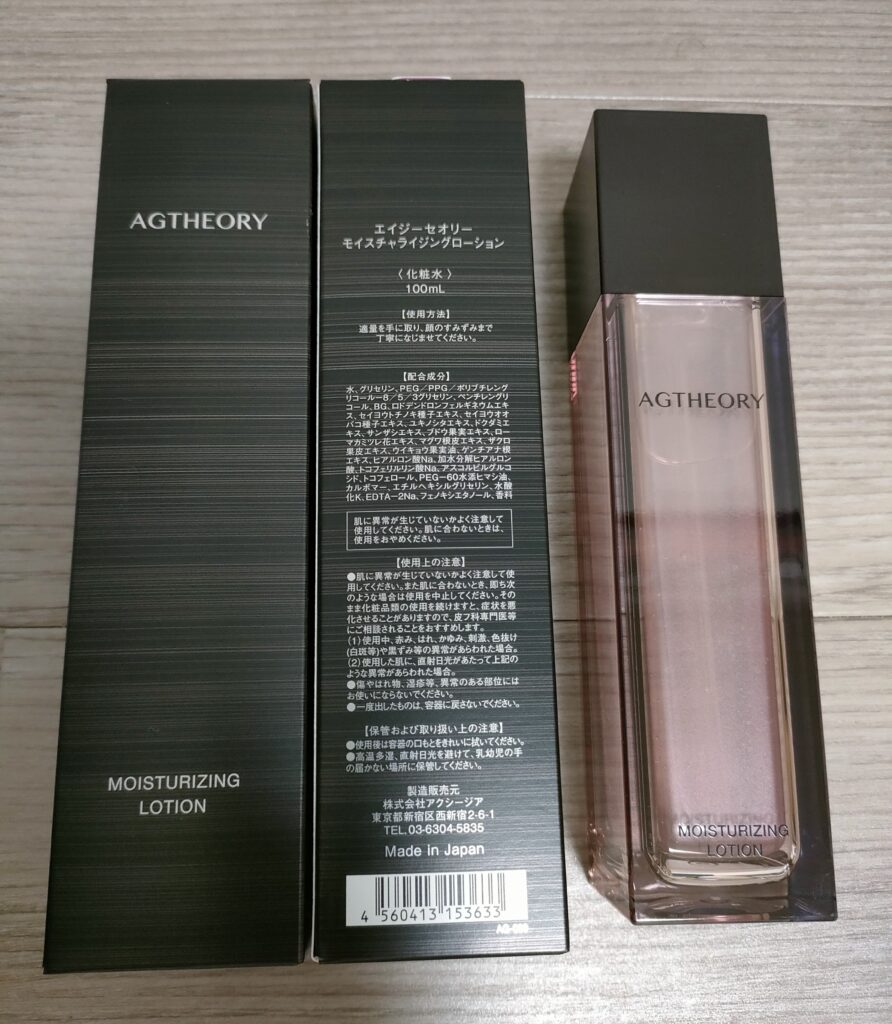 AGTHEORY
MOISTURIZING
LOTION
エイジーセオリー
モイスチャライジングローション
〈 化粧水 〉
100mL
【使用方法】
適量を手に取り、顔のすみずみまで
丁寧になじませてください。
【配合成分】
水、グリセリン、PEG／PPG／ポリブチレング
リコール－8／5／3グリセリン、ペンチレングリ
コール、BG、ロドデンドロンフェルギネウムエキ
ス、セイヨウトチノキ種子エキス、セイヨウオオ
バコ種子エキス、ユキノシタエキス、ドクダミエ
キス、サンザシエキス、ブドウ果実エキス、ロー
マカミツレ花エキス、マグワ根皮エキス、ザクロ
果皮エキス、ウイキョウ果実油、ゲンチアナ根
エキス、ヒアルロン酸Na、加水分解ヒアルロン
酸、トコフェリルリン酸Na、アスコルビルグルコ
シド、トコフェロール、PEG－60水添ヒマシ油、
カルボマー、エチルヘキシルグリセリン、水酸
化K、EDTA－2Na、フェノキシエタノール、香料
肌に異常が生じていないかよく注意して
使用してください。肌に合わないときは、
使用をおやめください。
【使用上の注意】
●肌に異常が生じていないかよく注意して使
用してください。また肌に合わないとき、即ち次
のような場合は使用を中止してください。その
まま化粧品類の使用を続けますと、症状を悪
化させることがありますので、皮フ科専門医等
にご相談されることをおすすめします。
(1)使用中、赤み、はれ、かゆみ、刺激、色抜け
(白斑等)や黒ずみ等の異常があらわれた場合。
(2)使用した肌に、直射日光があたって上記の
ような異常があらわれた場合。
●傷やはれ物、湿疹等、異常のある部位には
お使いにならないでください。
●一度出したものは、容器に戻さないでください。
【保管および取り扱い上の注意】
●使用後は容器の口もとをきれいに拭いてください。
●高温多湿、直射日光を避けて、乳幼児の手
の届かない場所に保管してください。
製造販売元
株式会社アクシージア
東京都新宿区西新宿2-6-1
TEL.03-6304-5835
Made in Japan
4 560413 153633
AGTHEORY
MOISTURIZING
LOTION